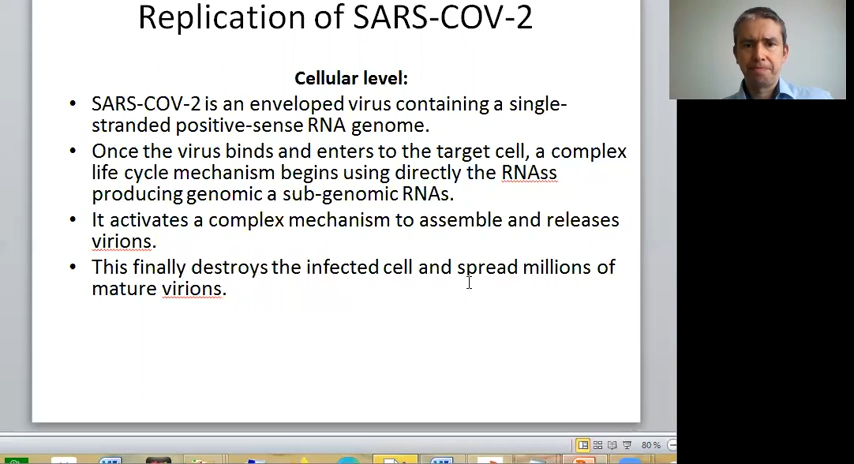 Replication of SARS-COV-2
Cellular level:
• SARS-COV-2 is an enveloped virus containing a single-
stranded positive-sense RNA genome.
• Once the virus binds and enters to the target cell, a complex
life cycle mechanism begins using directly the RNAss
producing genomic a sub-genomic RNAs.
• It activates a complex mechanism to assemble and releases
virions.
• This finally destroys the infected cell and spread millions of
mature virions.
80 %